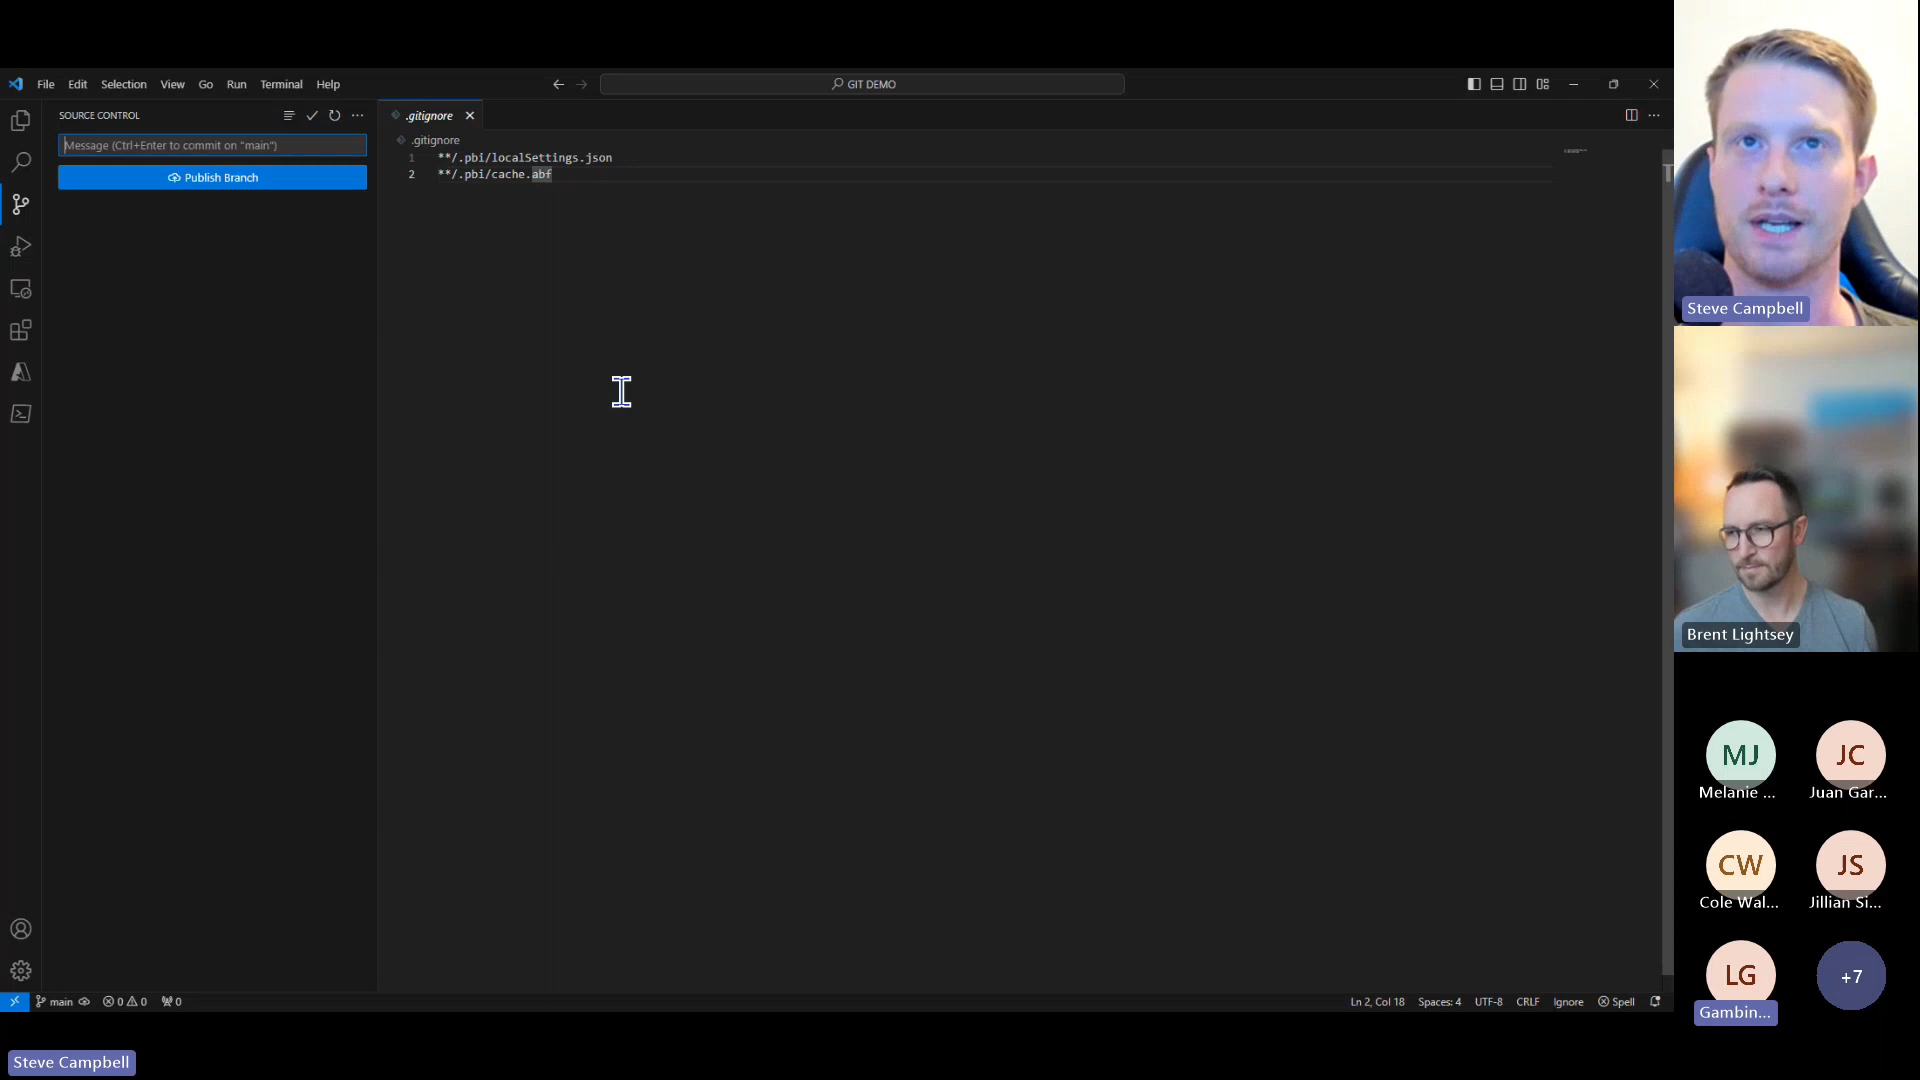 File Edit Selection View Go Run Terminal Help
GIT DEMO
SOURCE CONTROL
Message (Ctrl+Enter to commit on "main")
Publish Branch
.gitignore
.gitignore
1 **/.pbi/localSettings.json
2 **/.pbi/cache.abf
main
0 0
0
Ln 2, Col 18 Spaces: 4 UTF-8 CRLF Ignore Spell
Steve Campbell
Steve Campbell
Brent Lightsey
MJ
Melanie ...
JC
Juan Gar...
CW
Cole Wal...
JS
Jillian Si...
LG
Gambin...
+7